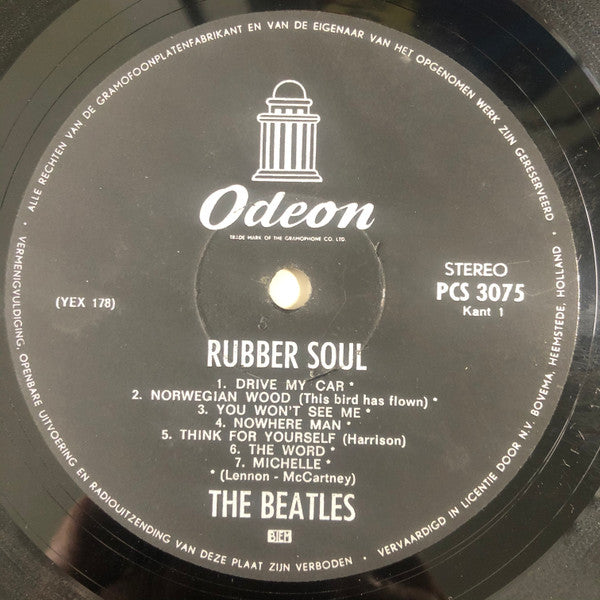 ALLE RECHTEN VAN DE GRAMOFOONPLATENFABRIKANT EN VAN DE EIGENAAR VAN HET OPGENOMEN WERK ZIJN GERESERVEERD
Odeon
TRADE MARK OF THE GRAMOPHONE CO. LTD.
STEREO
(YEX 178)
PCS 3075
Kant 1
RUBBER SOUL
1. DRIVE MY CAR *
2. NORWEGIAN WOOD (This bird has flown) *
3. YOU WON'T SEE ME *
4. NOWHERE MAN *
5. THINK FOR YOURSELF (Harrison)
6. THE WORD *
7. MICHELLE *
* (Lennon - McCartney)
THE BEATLES
BIEM
VERMENIGVULDIGING, OPENBARE UITVOERING EN RADIOUITZENDING VAN DEZE PLAAT ZIJN VERBODEN • VERVAARDIGD IN LICENTIE DOOR N.V. BOVEMA, HEEMSTEDE, HOLLAND •